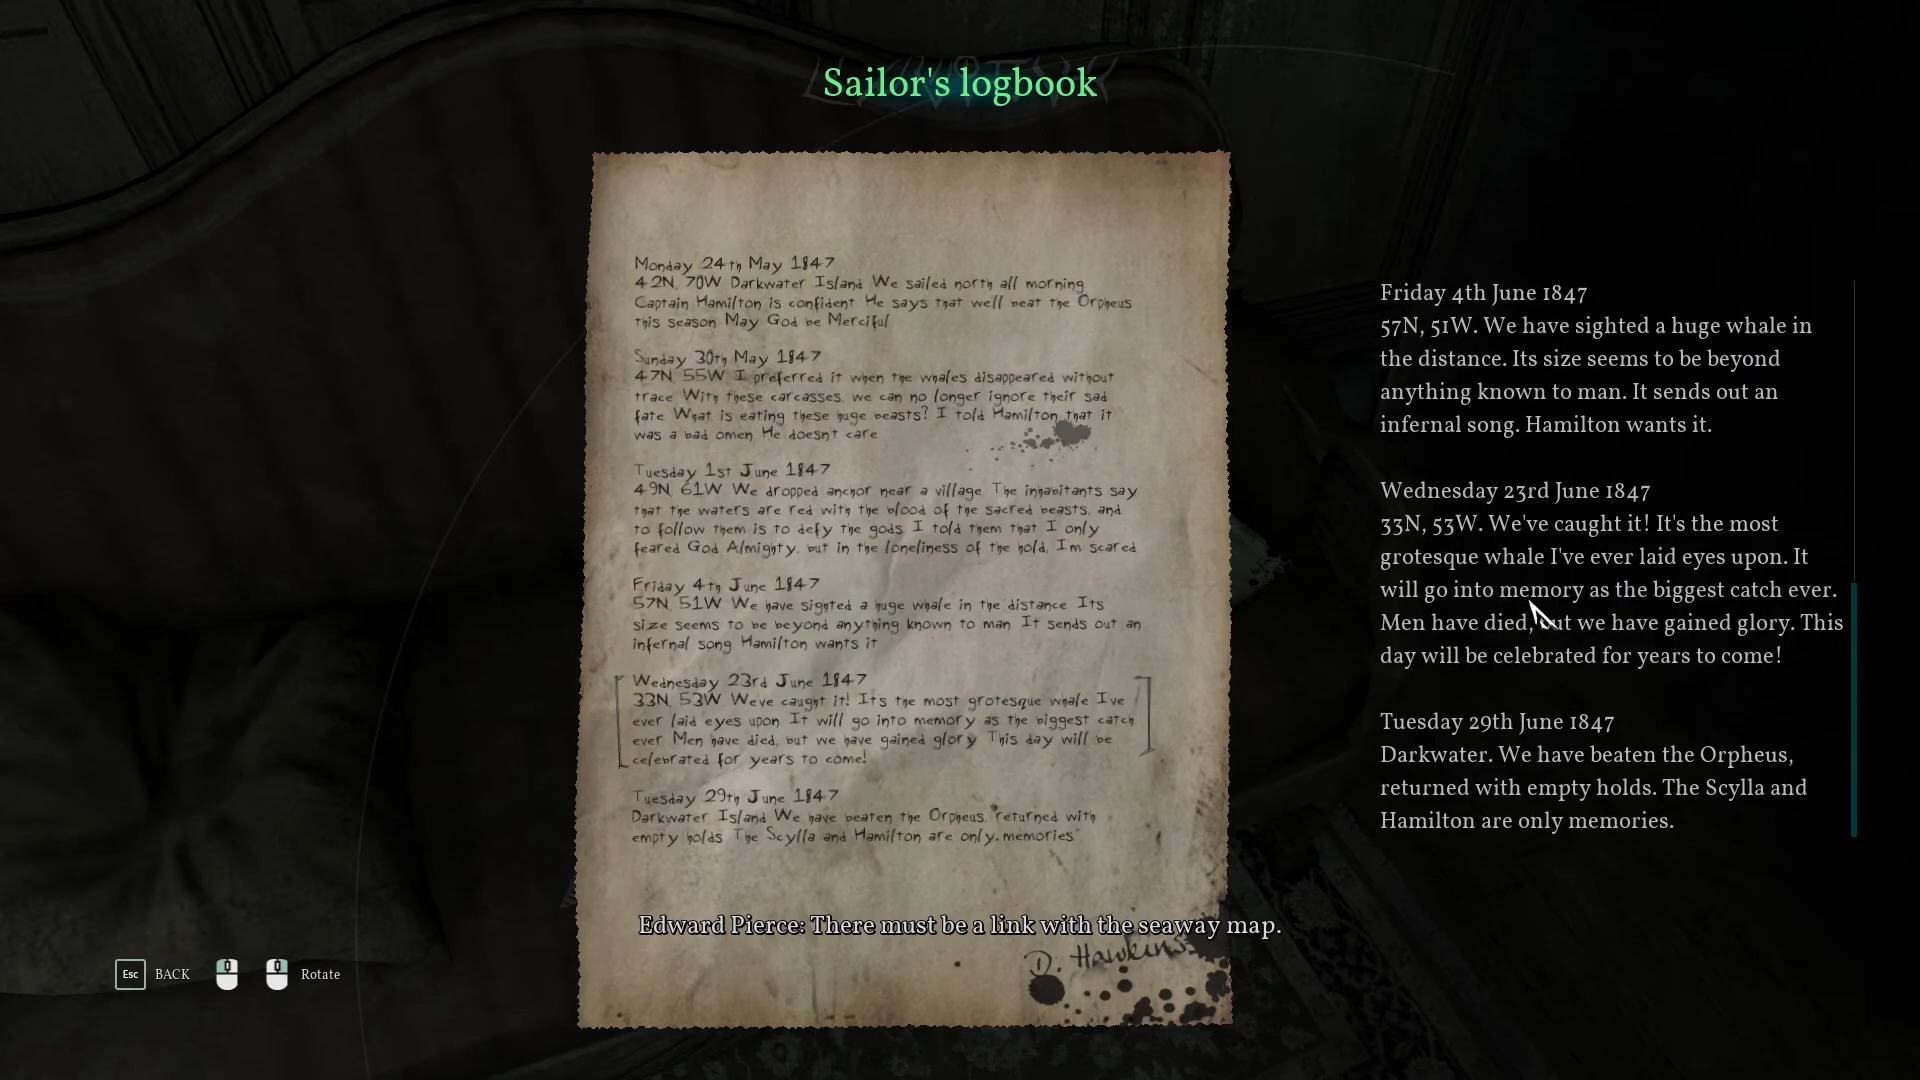 Sailor's logbook
Monday 24th May 1847
42N, 70W Darkwater Island We sailed north all morning
Captain Hamilton is confident He says that we'll beat the Orpheus
this season May God be Merciful
Sunday 30th May 1847
47N 55W I preferred it when the whales disappeared without
trace With these carcasses, we can no longer ignore their sad
fate What is eating these huge beasts? I told Hamilton that it
was a bad omen He doesn't care
Tuesday 1st June 1847
49N, 61W We dropped anchor near a village The inhabitants say
that the waters are red with the blood of the sacred beasts, and
to follow them is to defy the gods I told them that I only
feared God Almighty, but in the loneliness of the hold, I'm scared
Friday 4th June 1847
57N, 51W We have sighted a huge whale in the distance Its
size seems to be beyond anything known to man It sends out an
infernal song Hamilton wants it
Wednesday 23rd June 1847
33N, 53W We've caught it! It's the most grotesque whale I've
ever laid eyes upon It will go into memory as the biggest catch
ever Men have died, but we have gained glory This day will be
celebrated for years to come!
Tuesday 29th June 1847
Darkwater Island We have beaten the Orpheus, returned with
empty holds The Scylla and Hamilton are only memories"
D. Hawkins
Friday 4th June 1847
57N, 51W. We have sighted a huge whale in
the distance. Its size seems to be beyond
anything known to man. It sends out an
infernal song. Hamilton wants it.
Wednesday 23rd June 1847
33N, 53W. We've caught it! It's the most
grotesque whale I've ever laid eyes upon. It
will go into memory as the biggest catch ever.
Men have died, but we have gained glory. This
day will be celebrated for years to come!
Tuesday 29th June 1847
Darkwater. We have beaten the Orpheus,
returned with empty holds. The Scylla and
Hamilton are only memories.
Edward Pierce: There must be a link with the seaway map.
Esc BACK Rotate